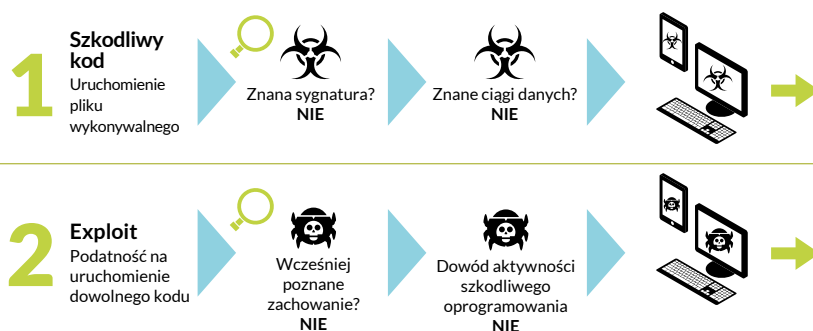 1
Szkodliwy
kod
Uruchomienie
pliku
wykonywalnego
Znana sygnatura?
NIE
Znane ciągi danych?
NIE
2
Exploit
Podatność na
uruchomienie
dowolnego kodu
Wcześniej
poznane
zachowanie?
NIE
Dowód aktywności
szkodliwego
oprogramowania
NIE